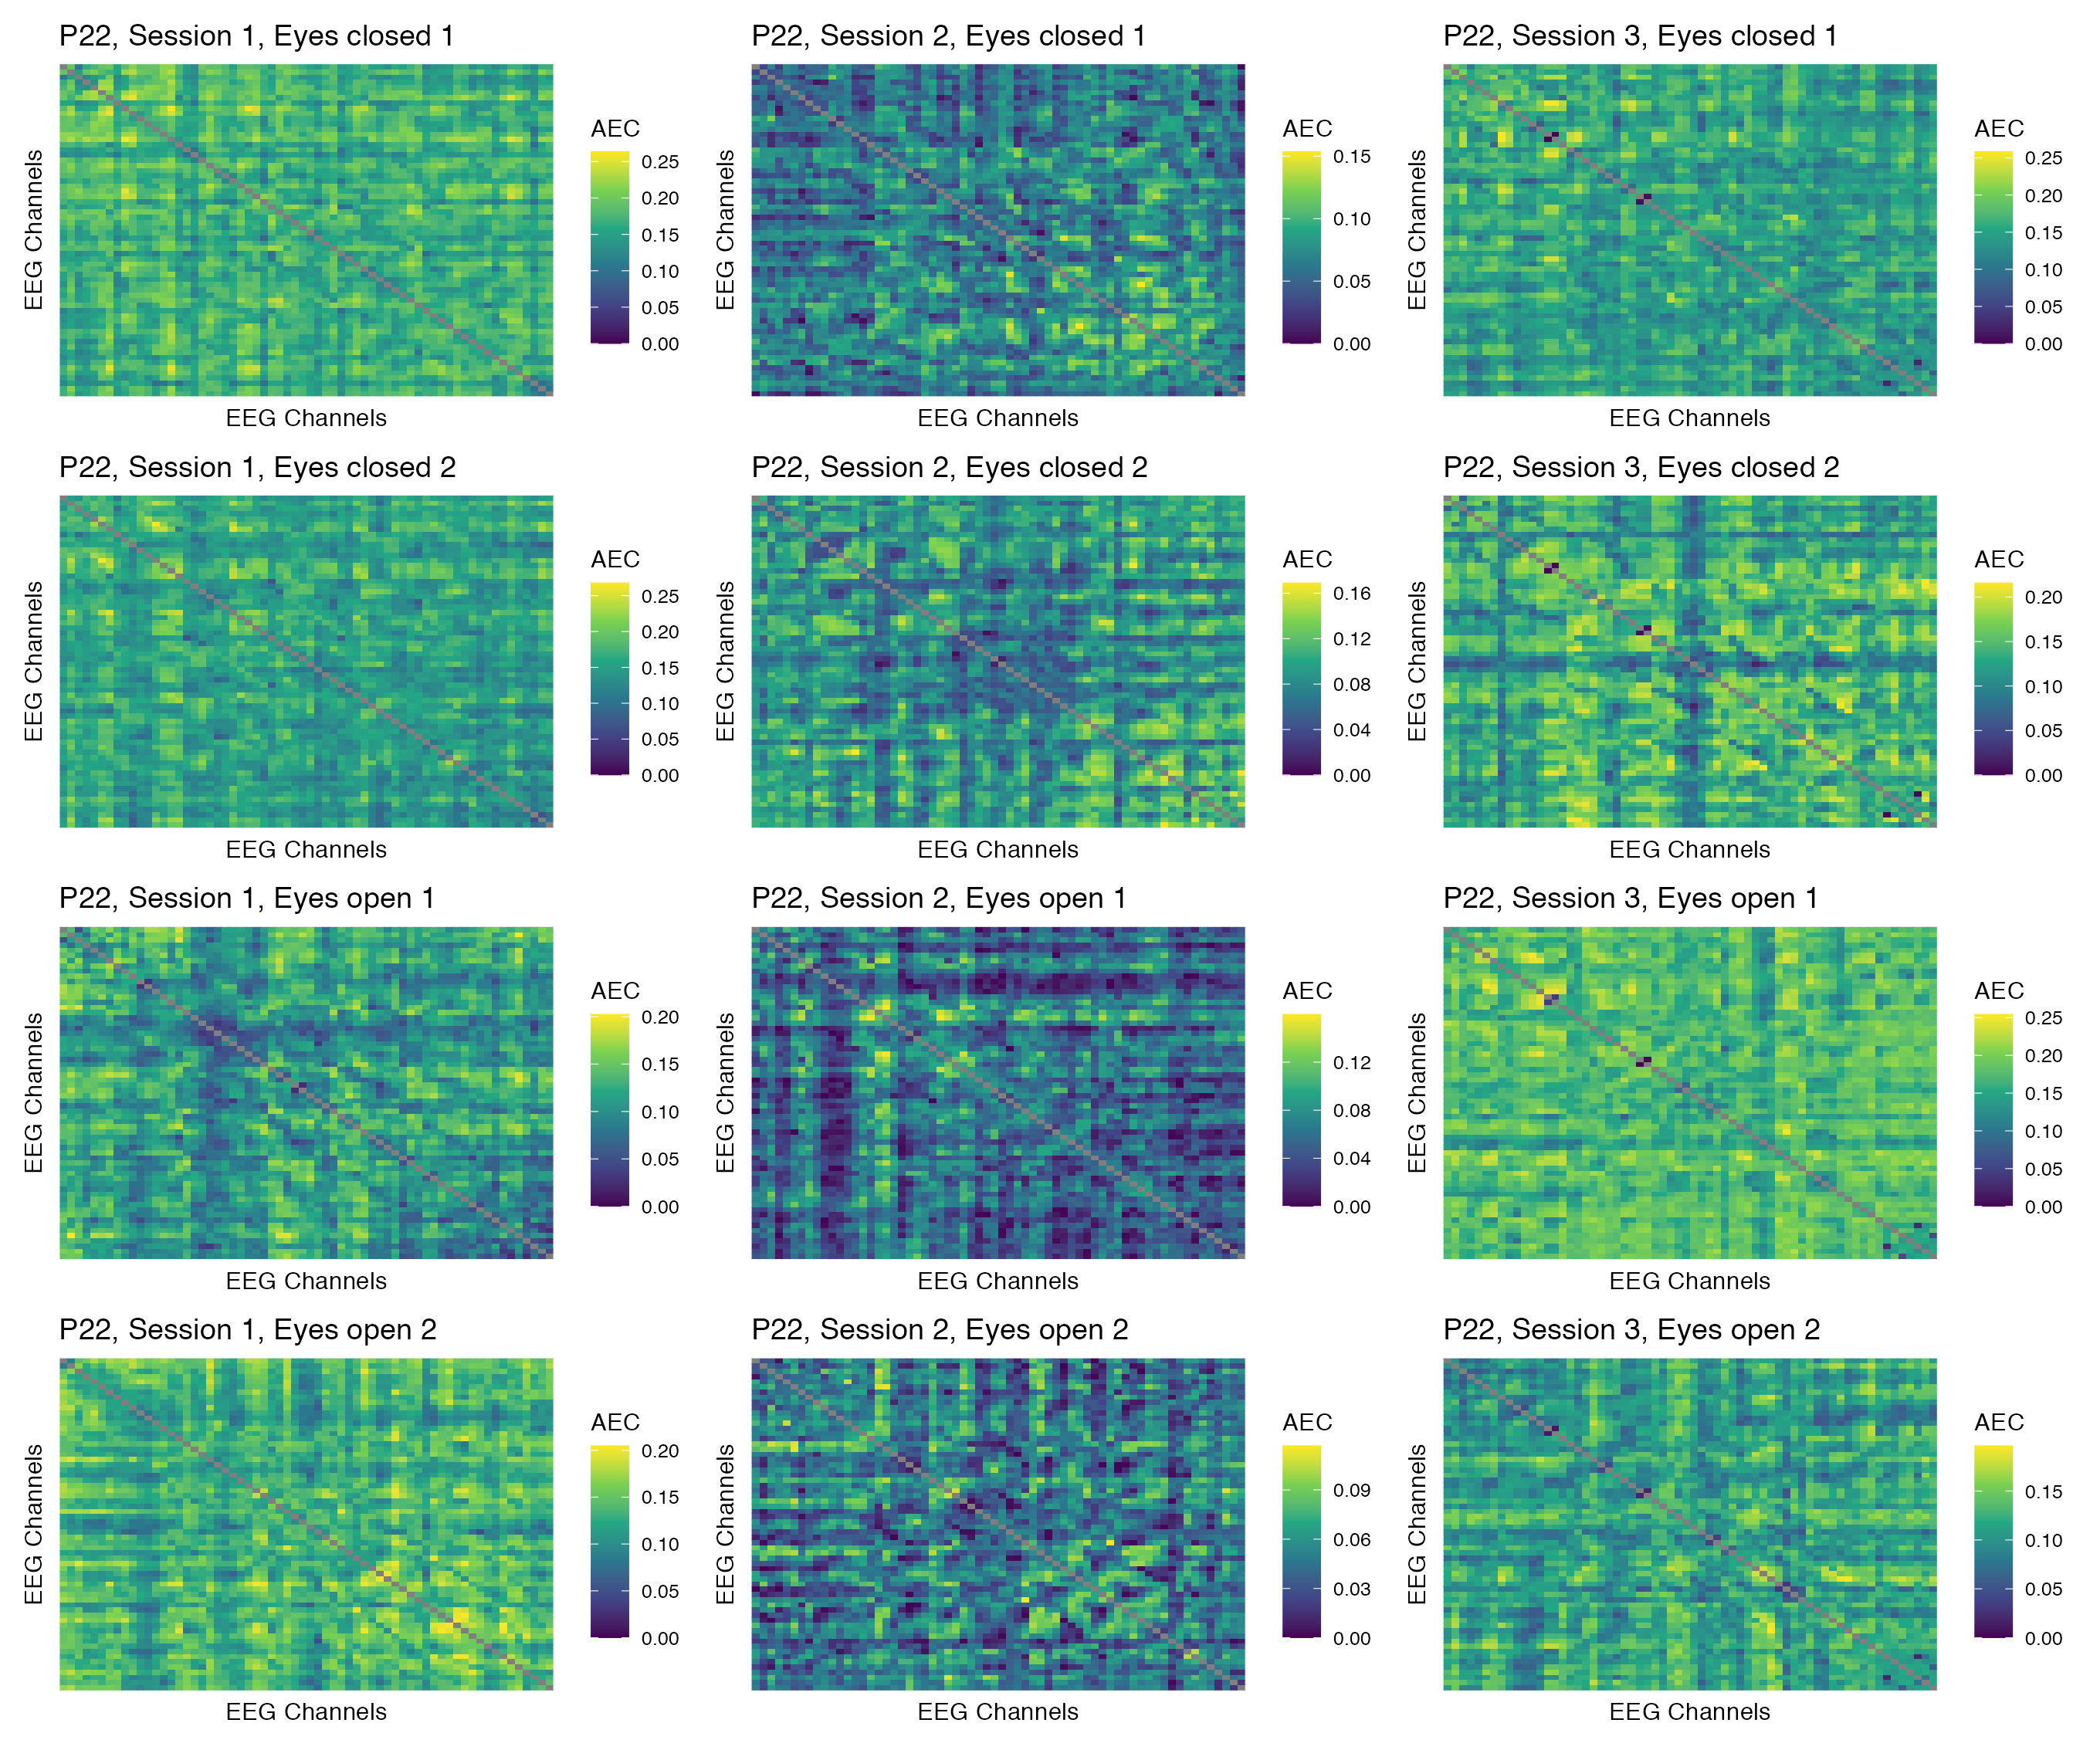 P22, Session 1, Eyes closed 1
EEG Channels
EEG Channels
AEC
0.25
0.20
0.15
0.10
0.05
0.00
P22, Session 2, Eyes closed 1
EEG Channels
EEG Channels
AEC
0.15
0.10
0.05
0.00
P22, Session 3, Eyes closed 1
EEG Channels
EEG Channels
AEC
0.25
0.20
0.15
0.10
0.05
0.00
P22, Session 1, Eyes closed 2
EEG Channels
EEG Channels
AEC
0.25
0.20
0.15
0.10
0.05
0.00
P22, Session 2, Eyes closed 2
EEG Channels
EEG Channels
AEC
0.16
0.12
0.08
0.04
0.00
P22, Session 3, Eyes closed 2
EEG Channels
EEG Channels
AEC
0.20
0.15
0.10
0.05
0.00
P22, Session 1, Eyes open 1
EEG Channels
EEG Channels
AEC
0.20
0.15
0.10
0.05
0.00
P22, Session 2, Eyes open 1
EEG Channels
EEG Channels
AEC
0.12
0.08
0.04
0.00
P22, Session 3, Eyes open 1
EEG Channels
EEG Channels
AEC
0.25
0.20
0.15
0.10
0.05
0.00
P22, Session 1, Eyes open 2
EEG Channels
EEG Channels
AEC
0.20
0.15
0.10
0.05
0.00
P22, Session 2, Eyes open 2
EEG Channels
EEG Channels
AEC
0.09
0.06
0.03
0.00
P22, Session 3, Eyes open 2
EEG Channels
EEG Channels
AEC
0.15
0.10
0.05
0.00